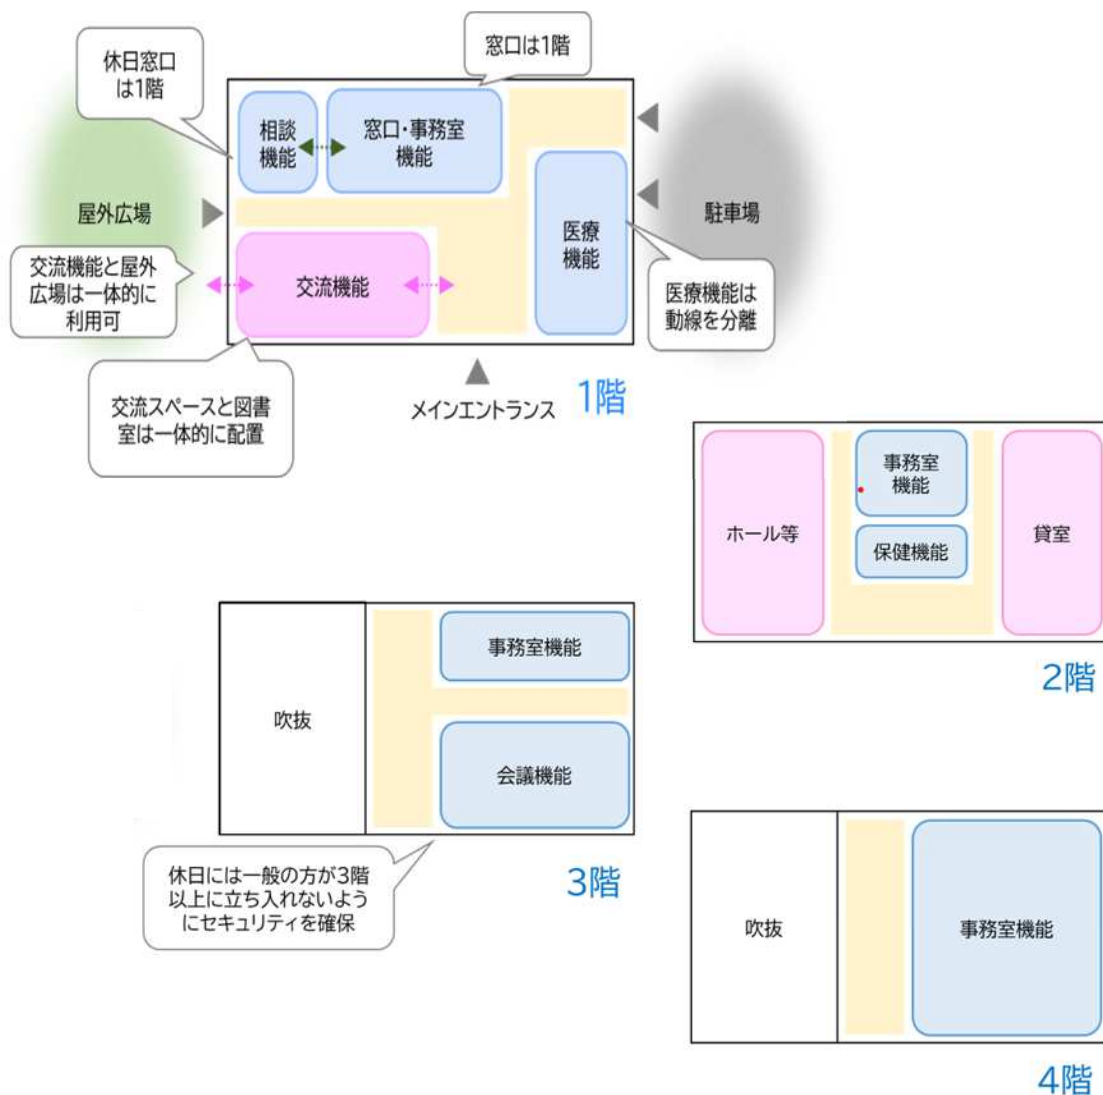 休日窓口
は1階
窓口は1階
相談
機能
窓口・事務室
機能
屋外広場
医療
機能
駐車場
交流機能と屋外
広場は一体的に
利用可
交流機能
医療機能は
動線を分離
交流スペースと図書
室は一体的に配置
メインエントランス
1階
ホール等
事務室
機能
保健機能
貸室
2階
吹抜
事務室機能
会議機能
3階
休日には一般の方が3階
以上に立ち入れないよう
にセキュリティを確保
吹抜
事務室機能
4階